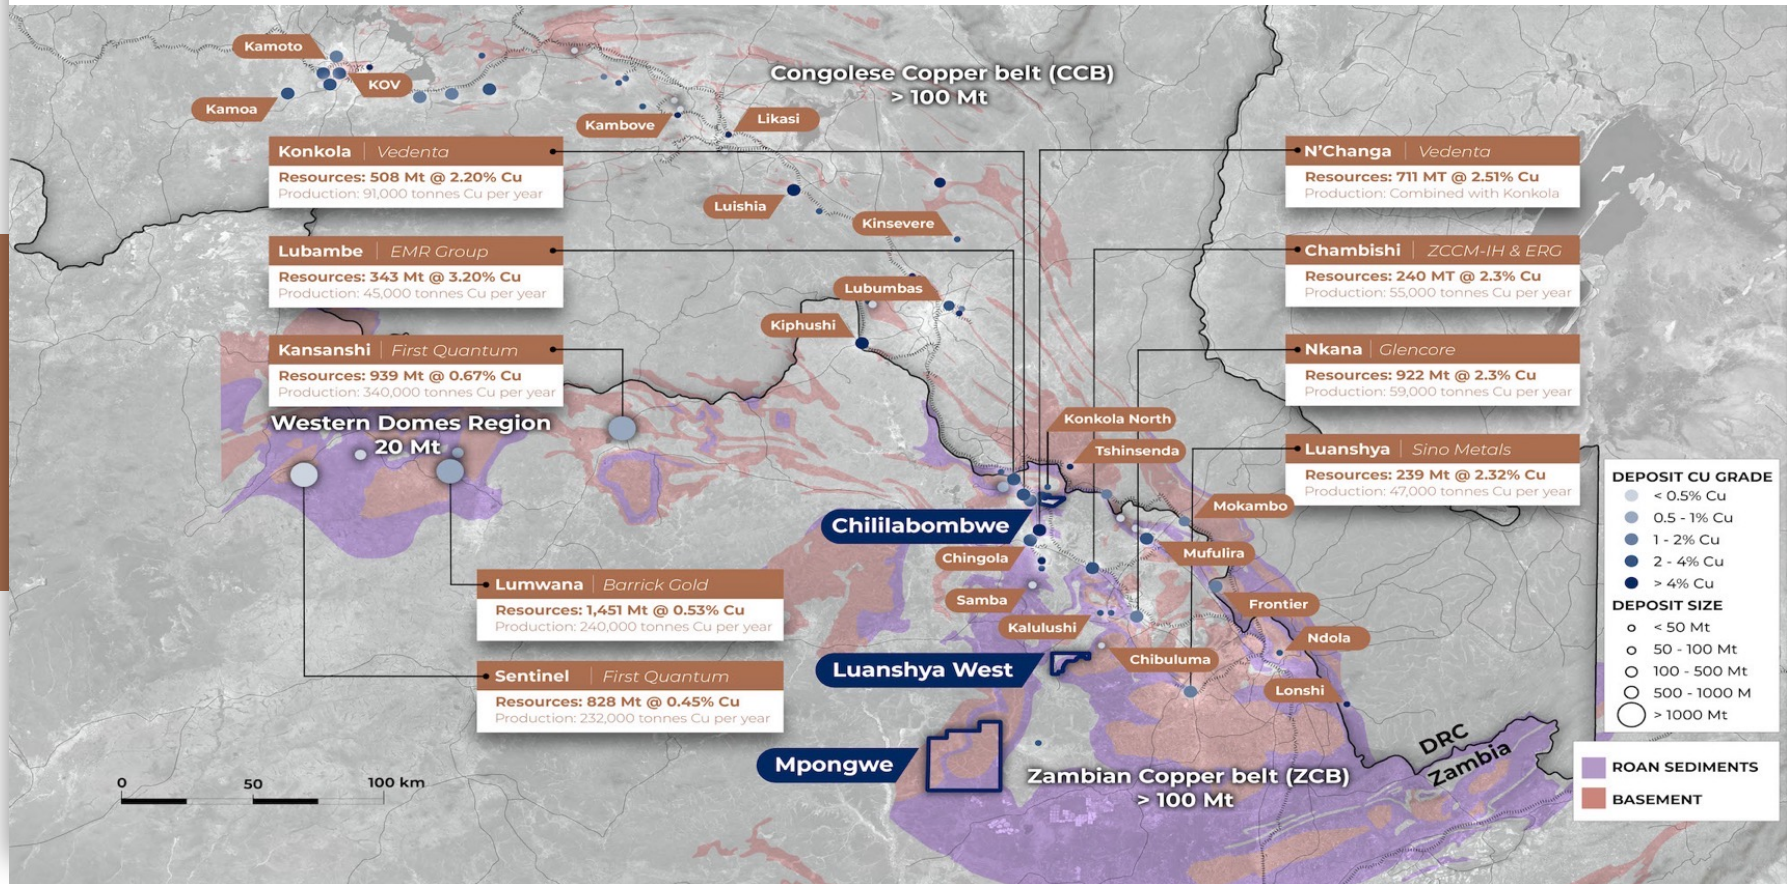 Kamoto
KOV
Kamoa
Congolese Copper belt (CCB)
> 100 Mt
Kambove
Likasi
Konkola | Vedenta
Resources: 508 Mt @ 2.20% Cu
Production: 91,000 tonnes Cu per year
N'Changa | Vedenta
Resources: 711 MT @ 2.51% Cu
Production: Combined with Konkola
Luishia
Kinsevere
Lubambe | EMR Group
Resources: 343 Mt @ 3.20% Cu
Production: 45,000 tonnes Cu per year
Chambishi | ZCCM-IH & ERG
Resources: 240 MT @ 2.3% Cu
Production: 55,000 tonnes Cu per year
Lubumbas
Kiphushi
Kansanshi | First Quantum
Resources: 939 Mt @ 0.67% Cu
Production: 340,000 tonnes Cu per year
Nkana | Glencore
Resources: 922 Mt @ 2.3% Cu
Production: 59,000 tonnes Cu per year
Western Domes Region
20 Mt
Konkola North
Tshinsenda
Luanshya | Sino Metals
Resources: 239 Mt @ 2.32% Cu
Production: 47,000 tonnes Cu per year
Mokambo
Chililabombwe
Chingola
Mufulira
Samba
Kalulushi
Frontier
Ndola
Lumwana | Barrick Gold
Resources: 1,451 Mt @ 0.53% Cu
Production: 240,000 tonnes Cu per year
Luanshya West
Chibuluma
Lonshi
Sentinel | First Quantum
Resources: 828 Mt @ 0.45% Cu
Production: 232,000 tonnes Cu per year
Mpongwe
Zambian Copper belt (ZCB)
> 100 Mt
DRC
Zambia
0 50 100 km
DEPOSIT CU GRADE
< 0.5% Cu
0.5 - 1% Cu
1 - 2% Cu
2 - 4% Cu
> 4% Cu
DEPOSIT SIZE
< 50 Mt
50 - 100 Mt
100 - 500 Mt
500 - 1000 M
> 1000 Mt
ROAN SEDIMENTS
BASEMENT